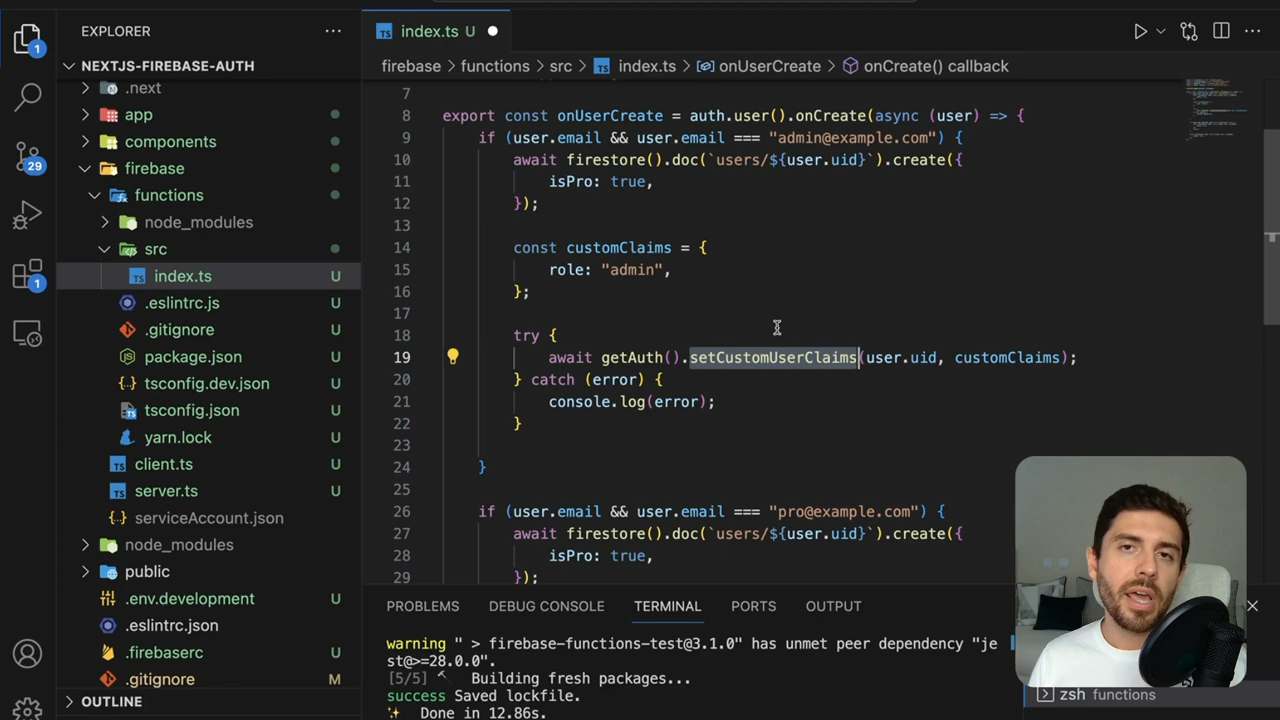 EXPLORER
NEXTJS-FIREBASE-AUTH
.next
app
components
firebase
functions
node_modules
src
index.ts U
.eslintrc.js U
.gitignore U
package.json U
tsconfig.dev.json U
tsconfig.json U
yarn.lock U
client.ts U
server.ts U
serviceAccount.json
node_modules
public
.env.development U
.eslintrc.json U
.firebaserc U
.gitignore M
OUTLINE
1
29
1
TS index.ts U
firebase > functions > src > TS index.ts > onUserCreate > onCreate() callback
7
8 export const onUserCreate = auth.user().onCreate(async (user) => {
9 if (user.email && user.email === "admin@example.com") {
10 await firestore().doc(`users/${user.uid}`).create({
11 isPro: true,
12 });
13
14 const customClaims = {
15 role: "admin",
16 };
17
18 try {
19 await getAuth().setCustomUserClaims(user.uid, customClaims);
20 } catch (error) {
21 console.log(error);
22 }
23
24 }
25
26 if (user.email && user.email === "pro@example.com") {
27 await firestore().doc(`users/${user.uid}`).create({
28 isPro: true,
29 });
PROBLEMS DEBUG CONSOLE TERMINAL PORTS OUTPUT
warning " > firebase-functions-test@3.1.0" has unmet peer dependency "je
st@>=28.0.0".
[5/5] Building fresh packages...
success Saved lockfile.
Done in 12.86s.
zsh functions